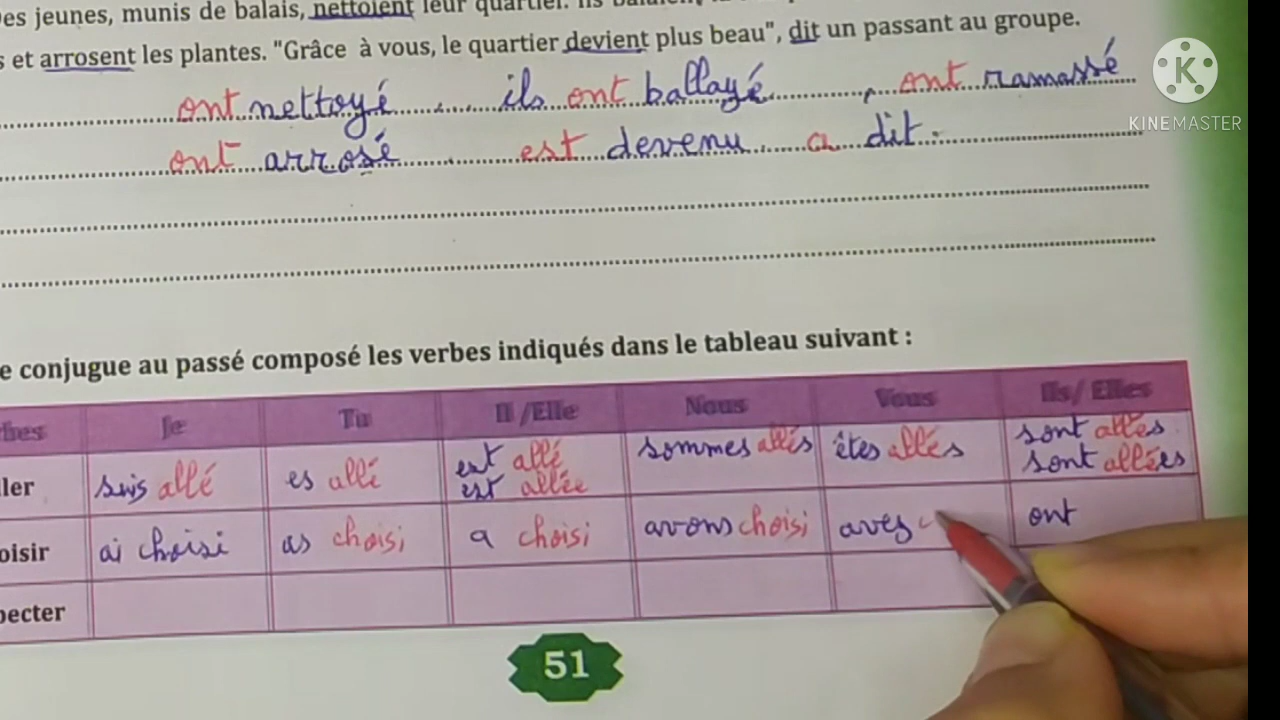 es jeunes, munis de balais, nettoient leur quartier. Ils
s et arrosent les plantes. "Grâce à vous, le quartier devient plus beau", dit un passant au groupe.
ont nettoyé ils ont ballayé , ont ramassé
ont arrosé est devenu a dit.
e conjugue au passé composé les verbes indiqués dans le tableau suivant :
bes Je Tu Il /Elle Nous Vous Ils/ Elles
ller suis allé es allé est allé est allée sommes allés êtes allés sont allés sont allées
oisir ai choisi as choisi a choisi avons choisi avez c ont
pecter
51
K
KINEMASTER